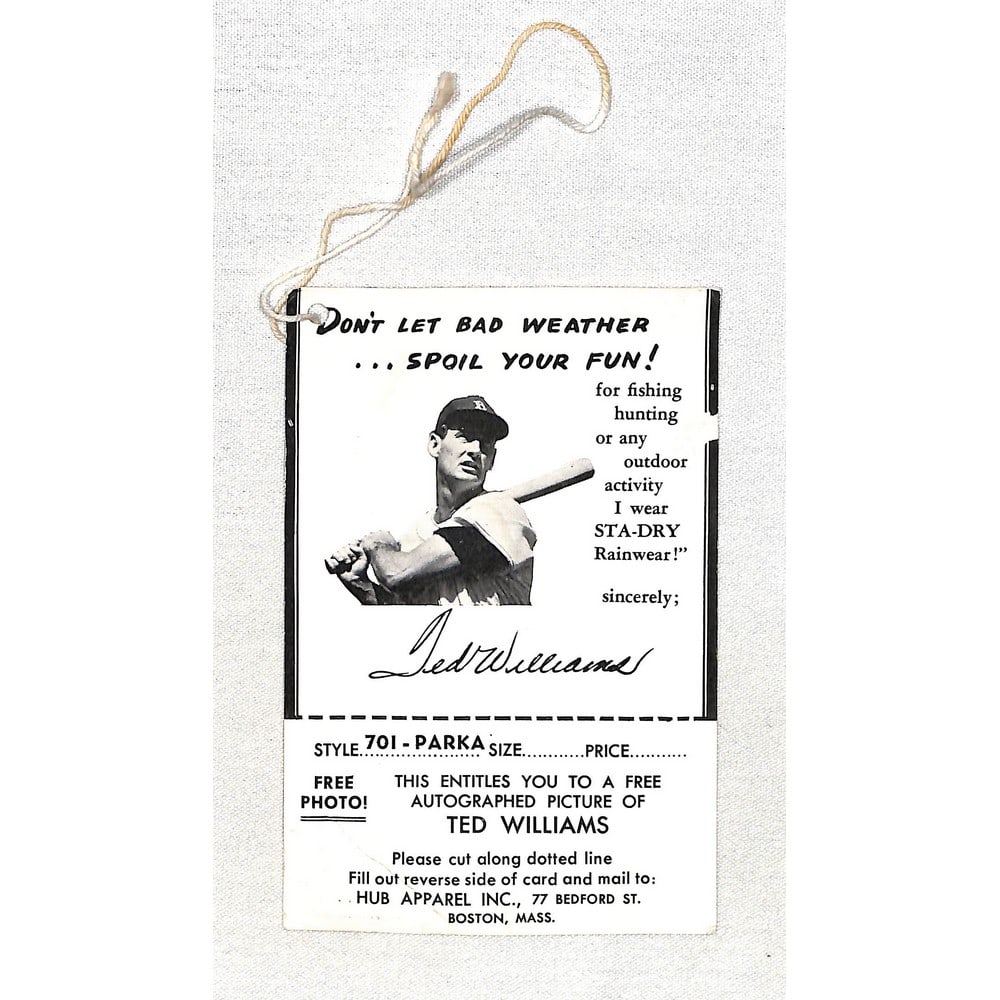 DON'T LET BAD WEATHER
... SPOIL YOUR FUN!
B
for fishing
hunting
or any
outdoor
activity
I wear
STA-DRY
Rainwear!”
sincerely;
Ted Williams
STYLE..701 - PARKA SIZE...........PRICE..........
FREE
PHOTO!
THIS ENTITLES YOU TO A FREE
AUTOGRAPHED PICTURE OF
TED WILLIAMS
Please cut along dotted line
Fill out reverse side of card and mail to:
HUB APPAREL INC., 77 BEDFORD ST.
BOSTON, MASS.